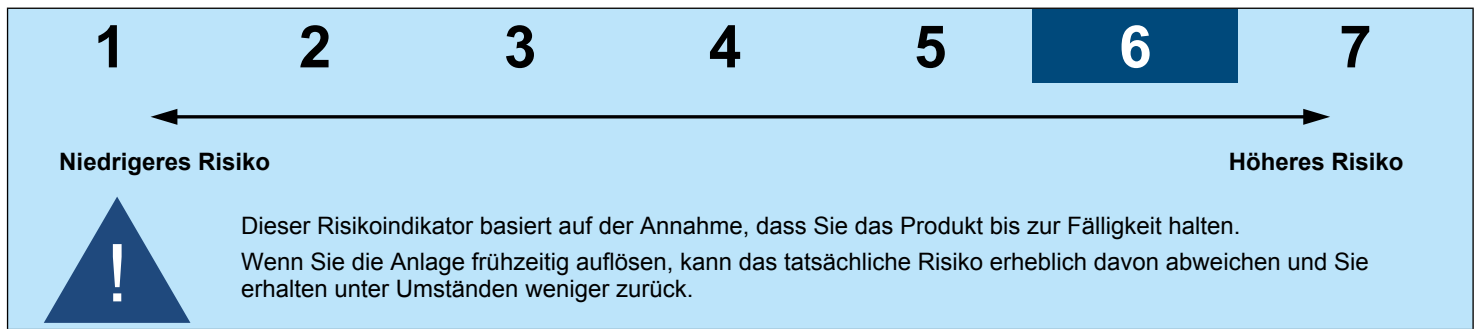 1 2 3 4 5 6 7
Niedrigeres Risiko Höheres Risiko
!
Dieser Risikoindikator basiert auf der Annahme, dass Sie das Produkt bis zur Fälligkeit halten.
Wenn Sie die Anlage frühzeitig auflösen, kann das tatsächliche Risiko erheblich davon abweichen und Sie
erhalten unter Umständen weniger zurück.